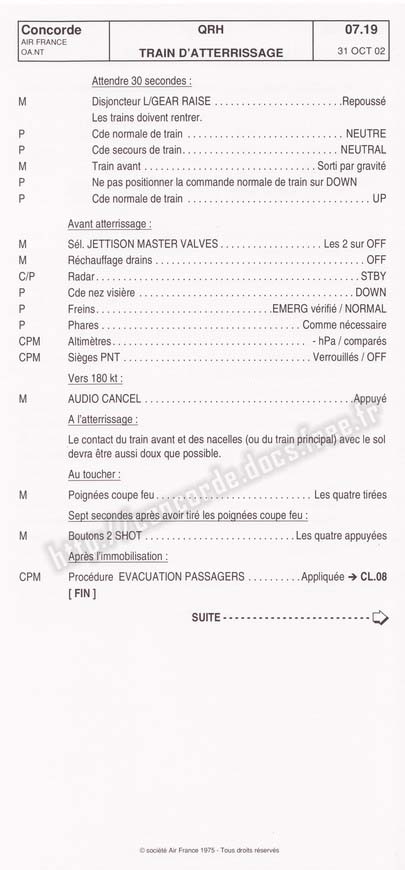 Concorde QRH 07.19
AIR FRANCE
OA.NT TRAIN D'ATTERRISSAGE 31 OCT 02
Attendre 30 secondes :
M Disjoncteur L/GEAR RAISE . . . . . . . . . . . . . . . . . . . . . . . Repoussé
Les trains doivent rentrer.
P Cde normale de train . . . . . . . . . . . . . . . . . . . . . . . . . . . . . NEUTRE
P Cde secours de train. . . . . . . . . . . . . . . . . . . . . . . . . . . . NEUTRAL
M Train avant . . . . . . . . . . . . . . . . . . . . . . . . . . . . . . . Sorti par gravité
P Ne pas positionner la commande normale de train sur DOWN
P Cde normale de train . . . . . . . . . . . . . . . . . . . . . . . . . . . . . . . . . UP
Avant atterrissage :
M Sél. JETTISON MASTER VALVES . . . . . . . . . . . . . . . . . . Les 2 sur OFF
M Réchauffage drains . . . . . . . . . . . . . . . . . . . . . . . . . . . . . . . . . . . . . OFF
C/P Radar . . . . . . . . . . . . . . . . . . . . . . . . . . . . . . . . . . . . . . . . . . . . . . . STBY
P Cde nez visière . . . . . . . . . . . . . . . . . . . . . . . . . . . . . . . . . . . . . . DOWN
P Freins . . . . . . . . . . . . . . . . . . . . . . . . . . . . . . . EMERG vérifié / NORMAL
P Phares . . . . . . . . . . . . . . . . . . . . . . . . . . . . . . . . . . . . Comme nécessaire
CPM Altimètres . . . . . . . . . . . . . . . . . . . . . . . . . . . . . . . . . . - hPa / comparés
CPM Sièges PNT . . . . . . . . . . . . . . . . . . . . . . . . . . . . . . . Verrouillés / OFF
Vers 180 kt :
M AUDIO CANCEL . . . . . . . . . . . . . . . . . . . . . . . . . . . . . . . . . . . . . Appuyé
A l'atterrissage :
Le contact du train avant et des nacelles (ou du train principal) avec le sol
devra être aussi doux que possible.
Au toucher :
M Poignées coupe feu . . . . . . . . . . . . . . . . . . . . . . . . . . . . Les quatre tirées
Sept secondes après avoir tiré les poignées coupe feu :
M Boutons 2 SHOT . . . . . . . . . . . . . . . . . . . . . . . . . . . Les quatre appuyées
Après l'immobilisation :
CPM Procédure EVACUATION PASSAGERS . . . . . . . . . . Appliquée ➔ CL.08
[ FIN ]
SUITE - - - - - - - - - - - - - - - - - - - - - - - - - -
http://concorde.docs.free.fr
© société Air France 1975 - Tous droits réservés